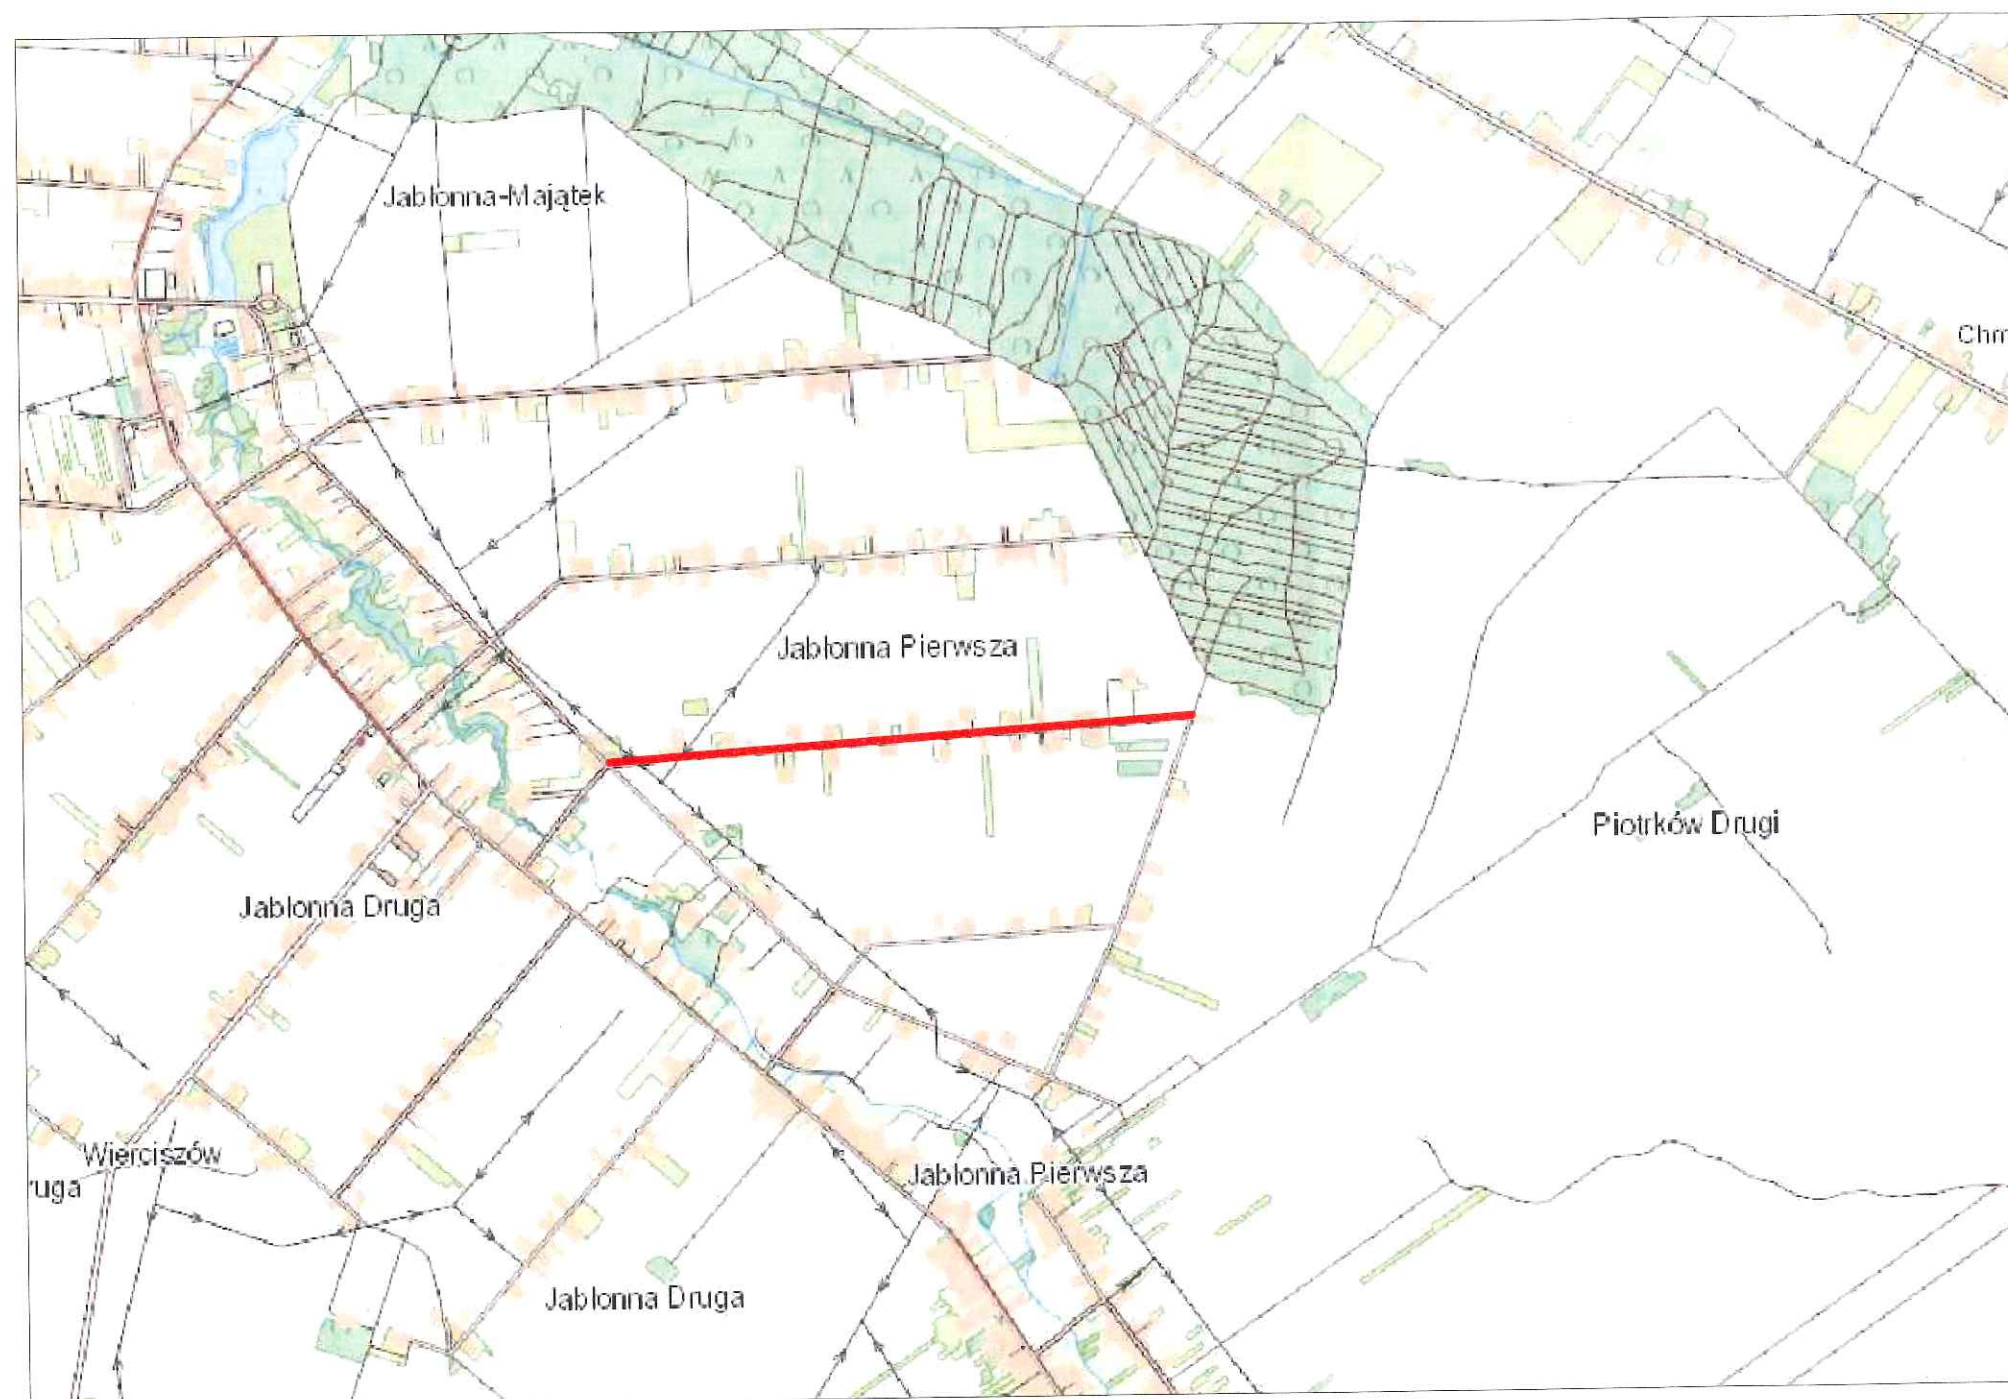 Jabłonna-Majątek
Chm
Jabłonna Pierwsza
Piotrków Drugi
Jabłonna Druga
Wierciszów
ruga
Jabłonna Pierwsza
Jabłonna Druga